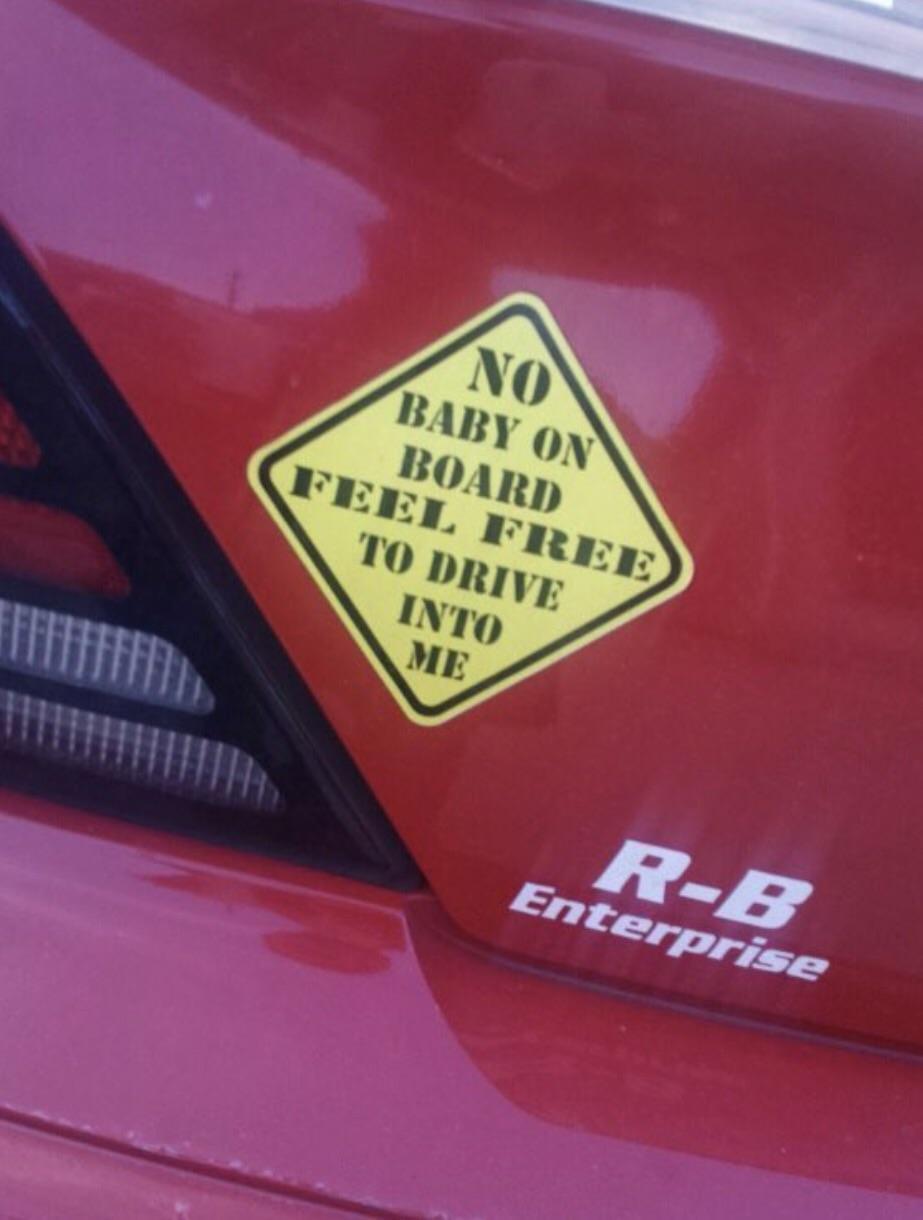 NO
BABY ON
BOARD
FEEL FREE
TO DRIVE
INTO
ME
R-B
Enterprise